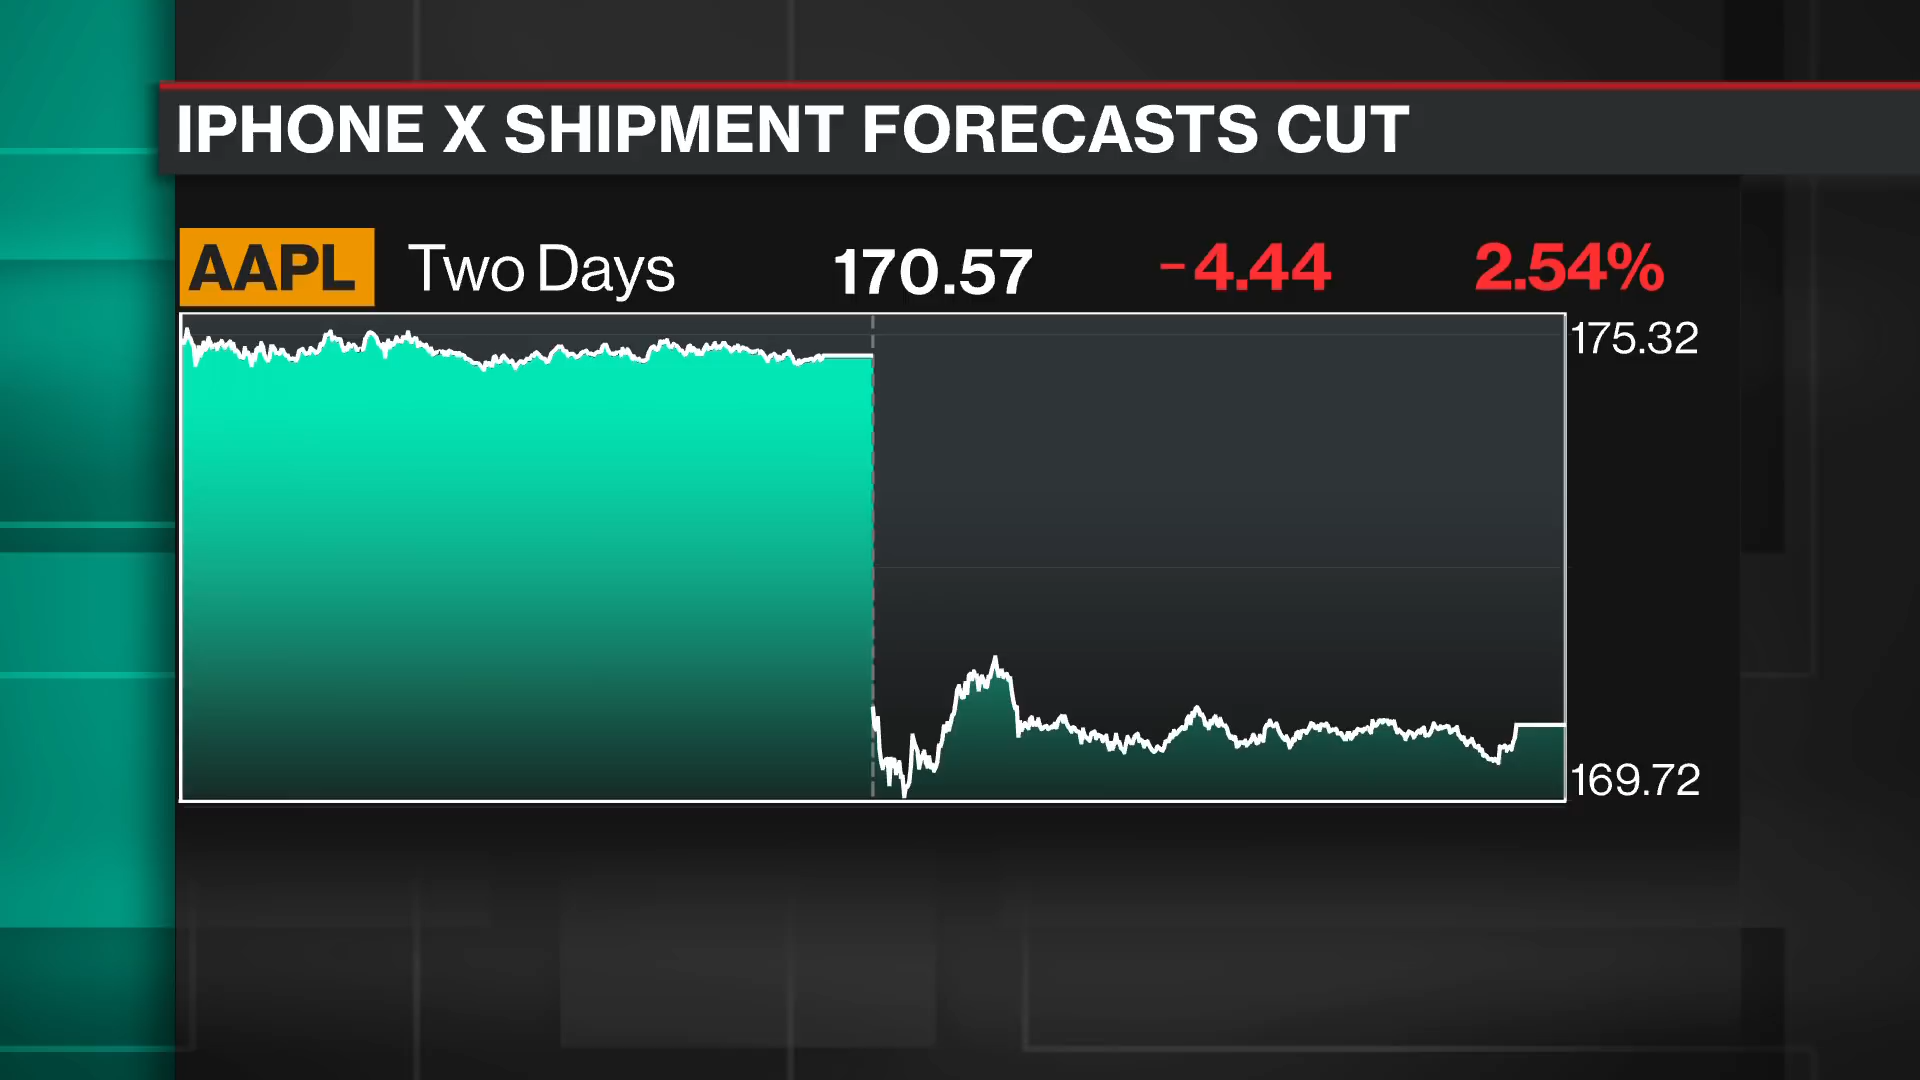 IPHONE X SHIPMENT FORECASTS CUT
AAPL Two Days 170.57 -4.44 2.54%
175.32
169.72